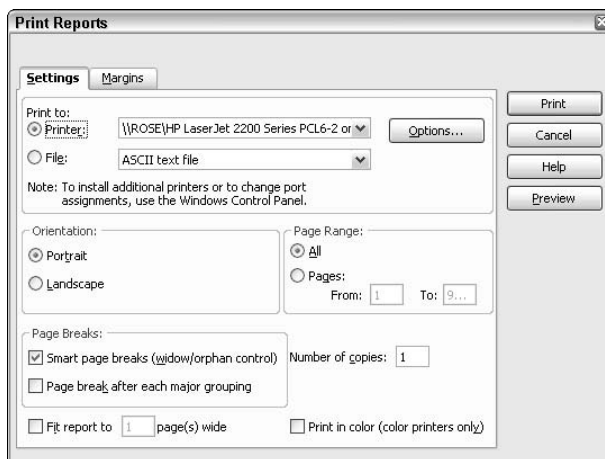 Print Reports
Settings
Margins
Print to:
Printer:
\\ROSE\HP LaserJet 2200 Series PCL6-2 or
Options...
File:
ASCII text file
Note: To install additional printers or to change port
assignments, use the Windows Control Panel.
Print
Cancel
Help
Preview
Orientation:
Portrait
Landscape
Page Range:
All
Pages:
From: 1 To: 9...
Page Breaks:
Smart page breaks (widow/orphan control)
Page break after each major grouping
Number of copies: 1
Fit report to 1 page(s) wide
Print in color (color printers only)